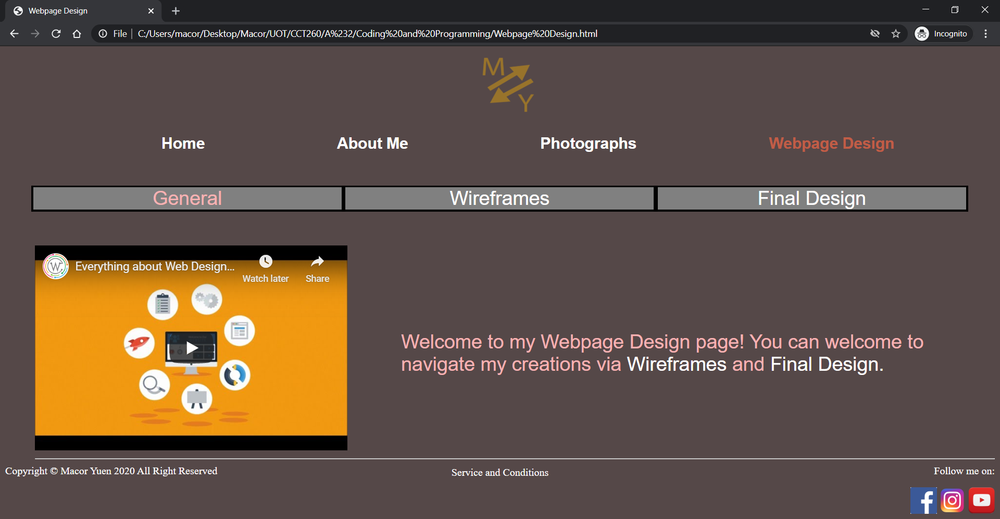 Webpage Design
File
C:/Users/macor/Desktop/Macor/UOT/CCT260/A%232/Coding%20and%20Programming/Webpage%20Design.html
Incognito
M
Y
Home About Me Photographs Webpage Design
General Wireframes Final Design
W
Everything about Web Design...
Watch later
Share
Welcome to my Webpage Design page! You can welcome to
navigate my creations via Wireframes and Final Design.
Copyright © Macor Yuen 2020 All Right Reserved
Service and Conditions
Follow me on: